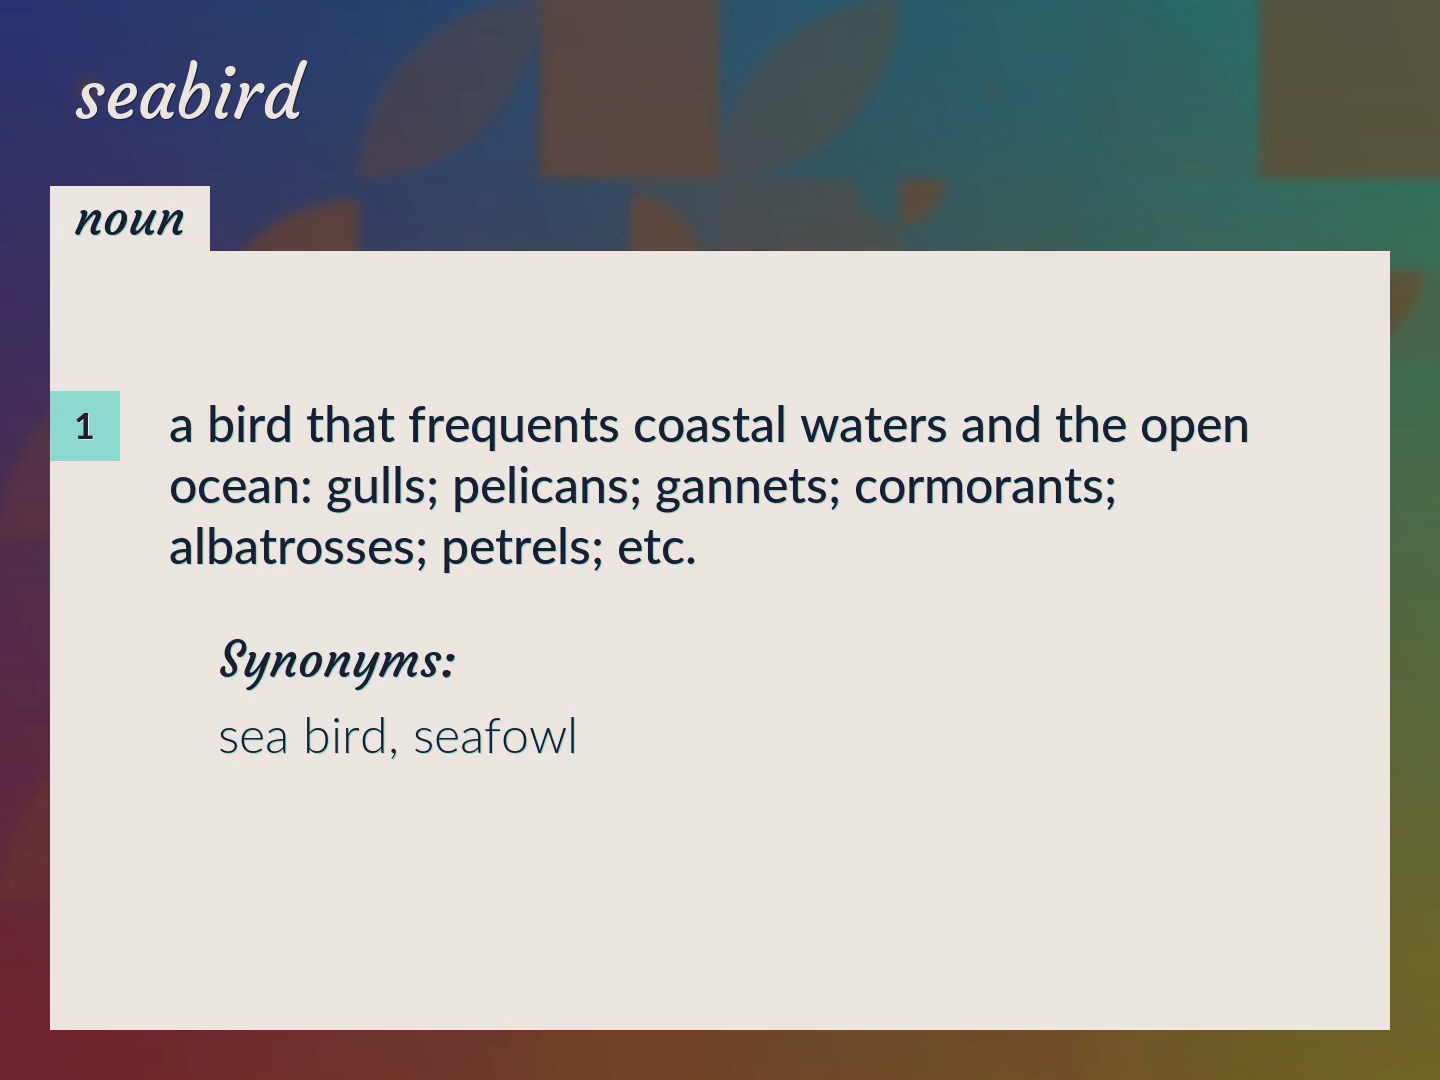 seabird
noun
1
a bird that frequents coastal waters and the open
ocean: gulls; pelicans; gannets; cormorants;
albatrosses; petrels; etc.
Synonyms:
sea bird, seafowl